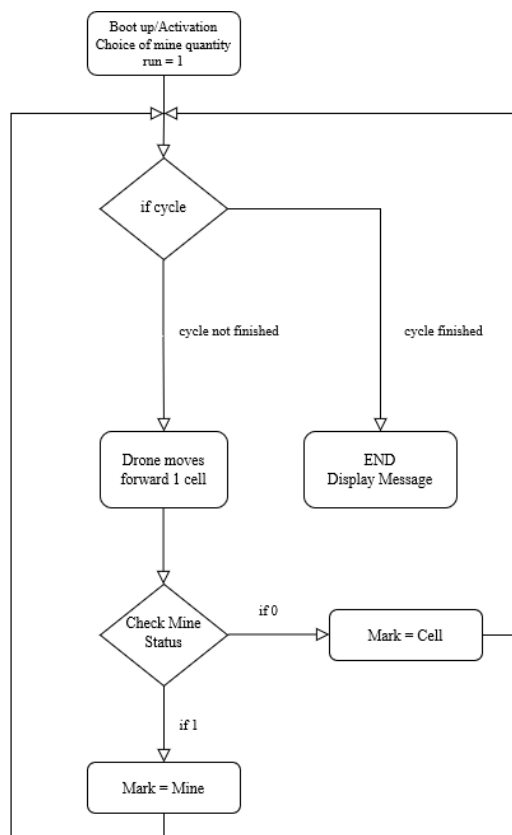 Boot up/Activation
Choice of mine quantity
run = 1
if cycle
cycle not finished
cycle finished
Drone moves
forward 1 cell
END
Display Message
Check Mine
Status
if 0
Mark = Cell
if 1
Mark = Mine